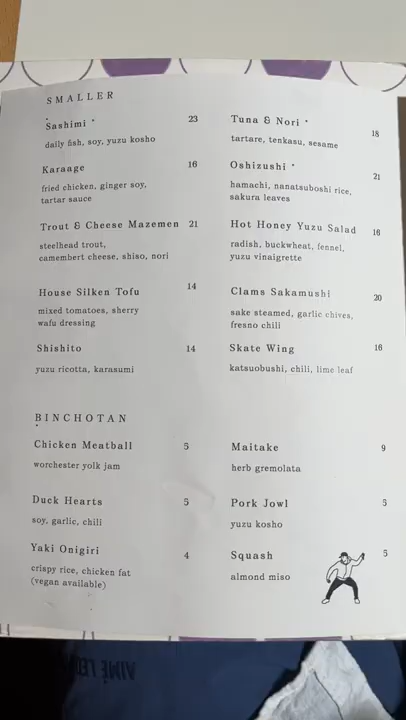 SMALLER
Sashimi * 23
daily fish, soy, yuzu kosho
Karaage 16
fried chicken, ginger soy,
tartar sauce
Trout & Cheese Mazemen 21
steelhead trout,
camembert cheese, shiso, nori
House Silken Tofu 14
mixed tomatoes, sherry
wafu dressing
Shishito 14
yuzu ricotta, karasumi
Tuna & Nori * 18
tartare, tenkasu, sesame
Oshizushi * 21
hamachi, nanatsuboshi rice,
sakura leaves
Hot Honey Yuzu Salad 16
radish, buckwheat, fennel,
yuzu vinaigrette
Clams Sakamushi 20
sake steamed, garlic chives,
fresno chili
Skate Wing 16
katsuobushi, chili, lime leaf
BINCHOTAN
Chicken Meatball 5
worchester yolk jam
Duck Hearts 5
soy, garlic, chili
Yaki Onigiri 4
crispy rice, chicken fat
(vegan available)
Maitake 9
herb gremolata
Pork Jowl 5
yuzu kosho
Squash 5
almond miso